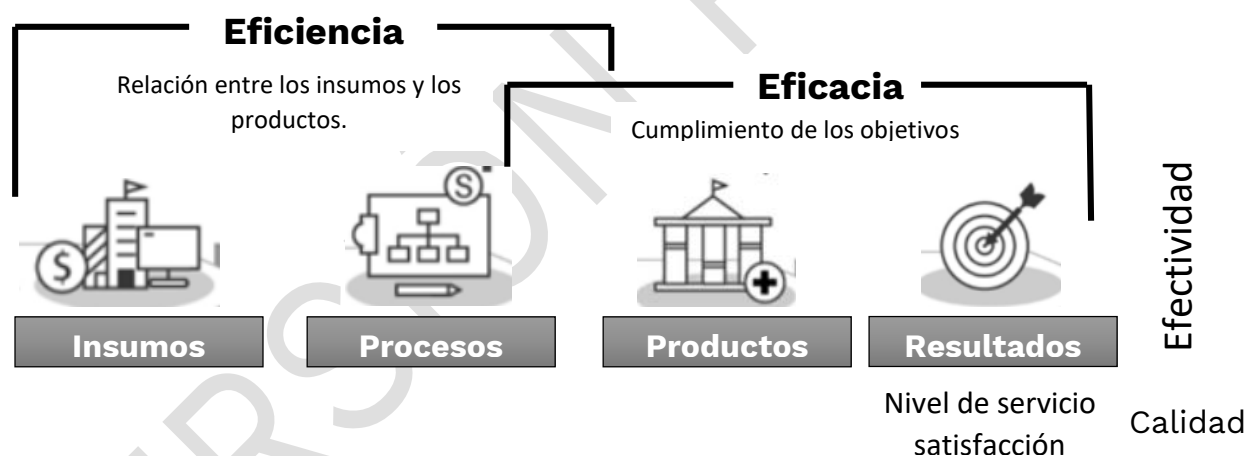 Eficiencia
Relación entre los insumos y los
productos.
Eficacia
Cumplimiento de los objetivos
$
S
Insumos
Procesos
Productos
Resultados
Efectividad
Nivel de servicio
satisfacción
Calidad